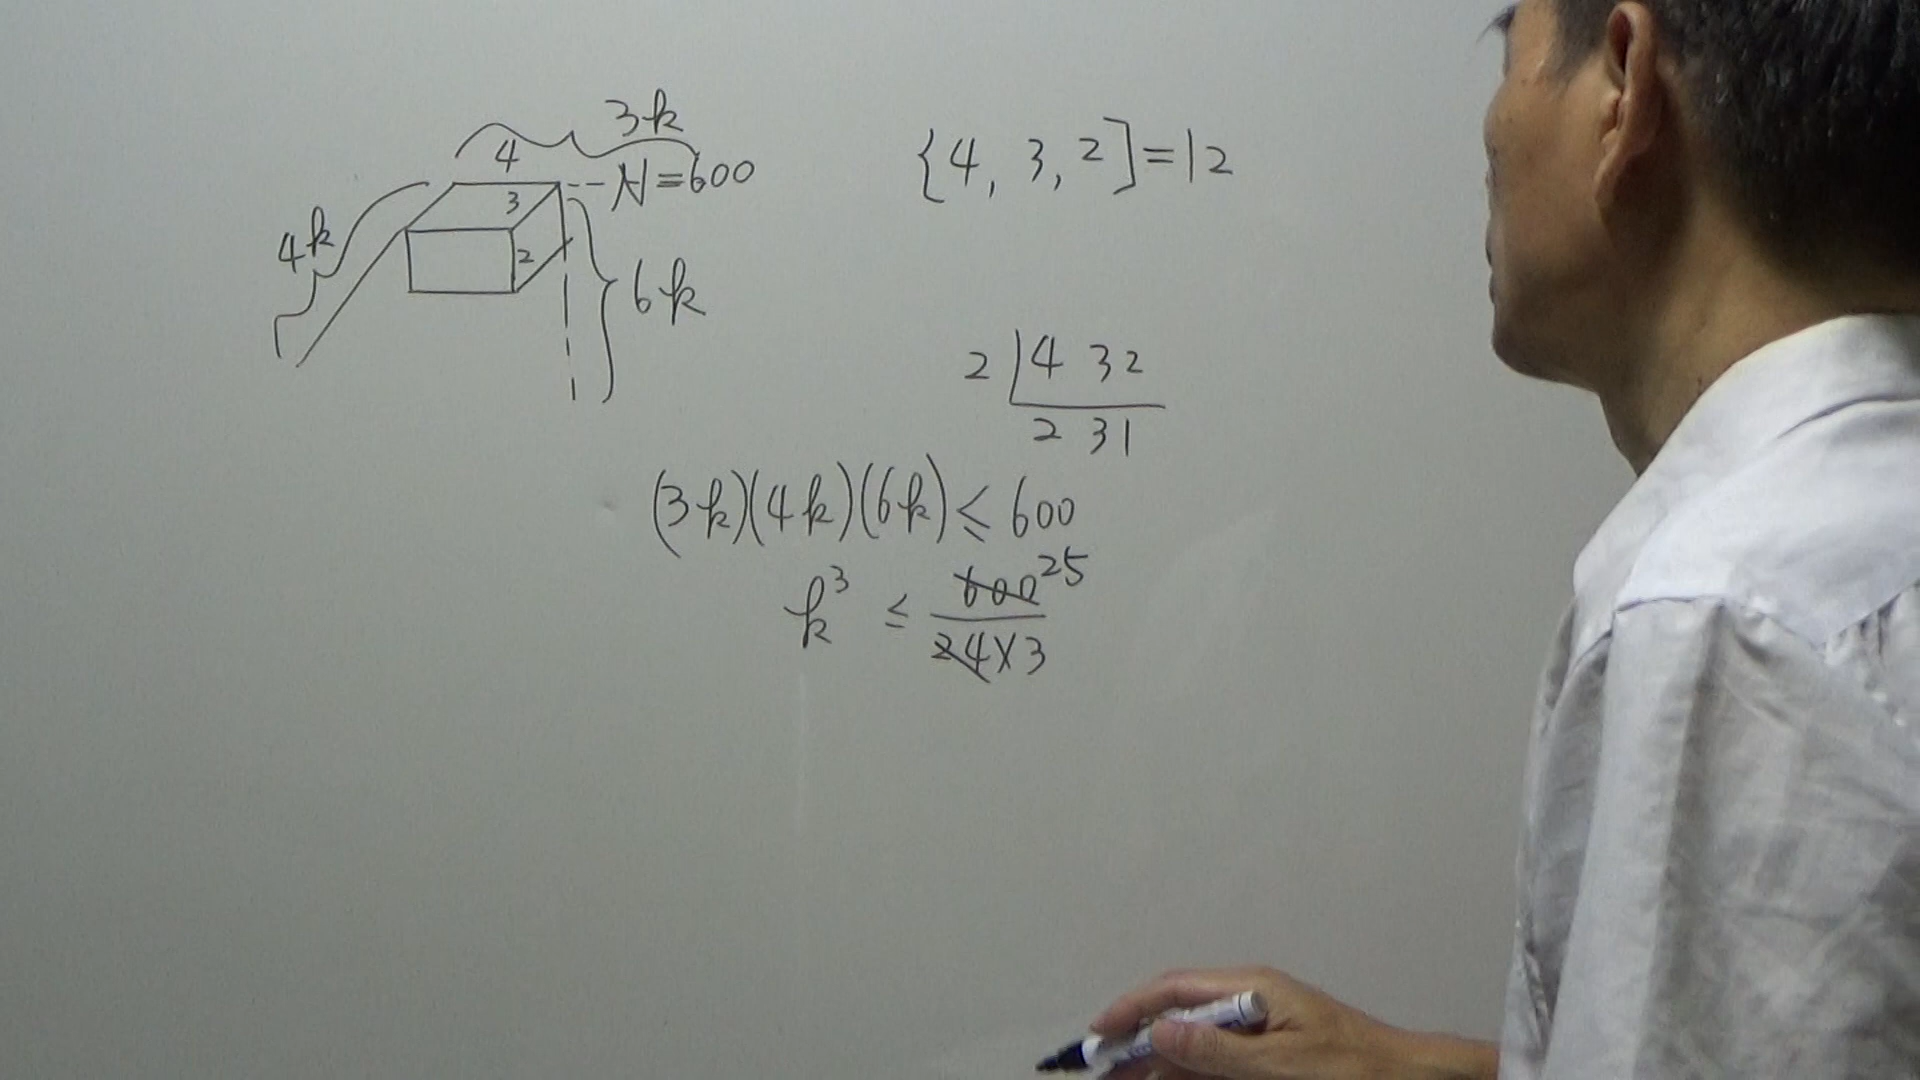 3k
4
N=600
3
4k
2
6k
{4, 3, 2]=12
2 4 3 2
2 3 1
(3k)(4k)(6k)≤600
k³ ≤ 600 25
24×3